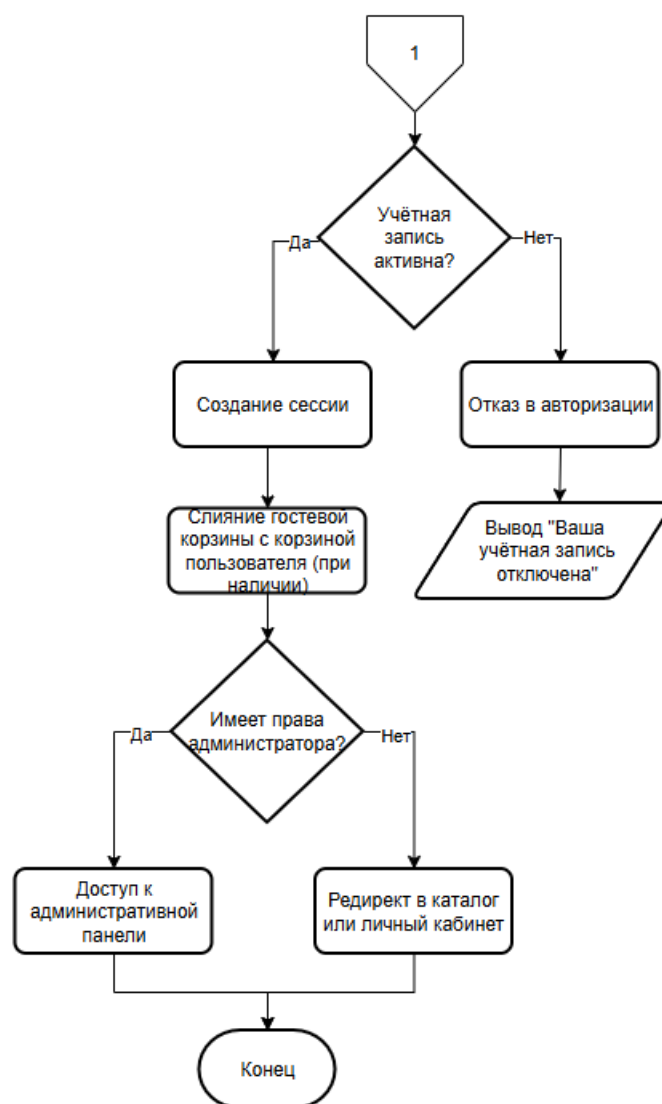 1
Учётная
запись
активна?
Да
Нет
Создание сессии
Отказ в авторизации
Слияние гостевой
корзины с корзиной
пользователя (при
наличии)
Вывод "Ваша
учётная запись
отключена"
Имеет права
администратора?
Да
Нет
Доступ к
административной
панели
Редирект в каталог
или личный кабинет
Конец